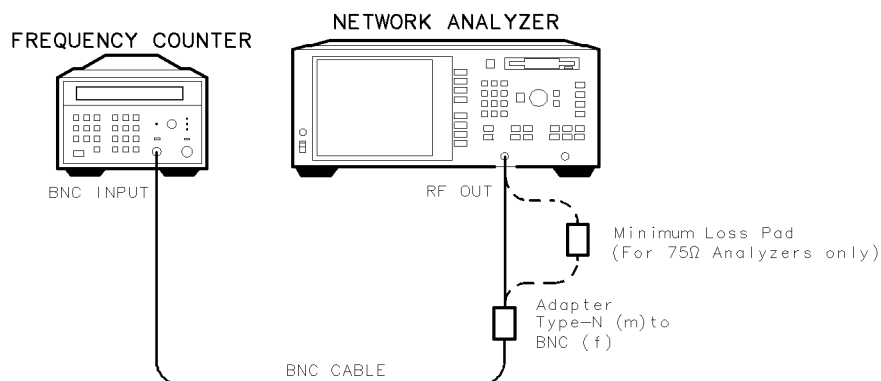 NETWORK ANALYZER
FREQUENCY COUNTER
BNC INPUT
RF OUT
Minimum Loss Pad
(For 75Ω Analyzers only)
Adapter
Type-N (m)to
BNC (f)
BNC CABLE